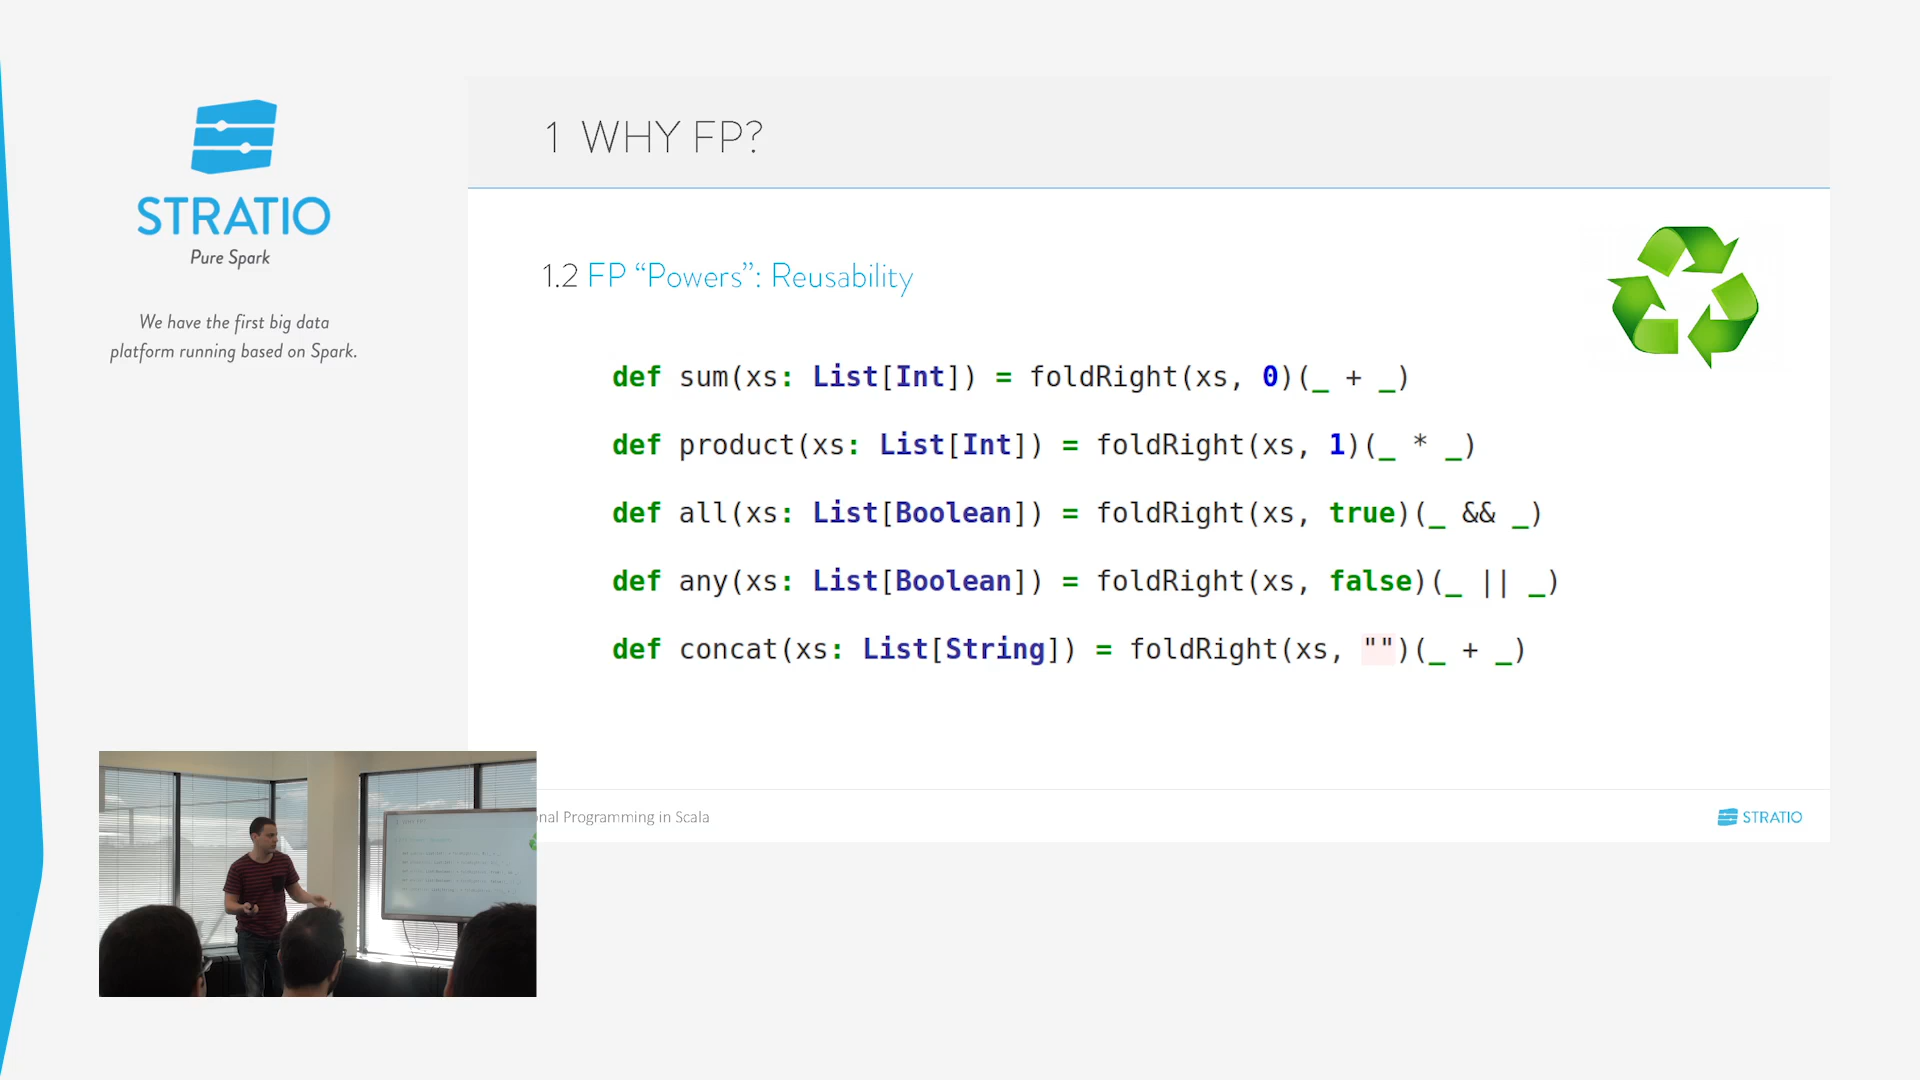 STRATIO
Pure Spark
We have the first big data
platform running based on Spark.
1 WHY FP?
1.2 FP “Powers”: Reusability
def sum(xs: List[Int]) = foldRight(xs, 0)(_ + _)
def product(xs: List[Int]) = foldRight(xs, 1)(_ * _)
def all(xs: List[Boolean]) = foldRight(xs, true)(_ && _)
def any(xs: List[Boolean]) = foldRight(xs, false)(_ || _)
def concat(xs: List[String]) = foldRight(xs, "")(_ + _)
nal Programming in Scala
STRATIO